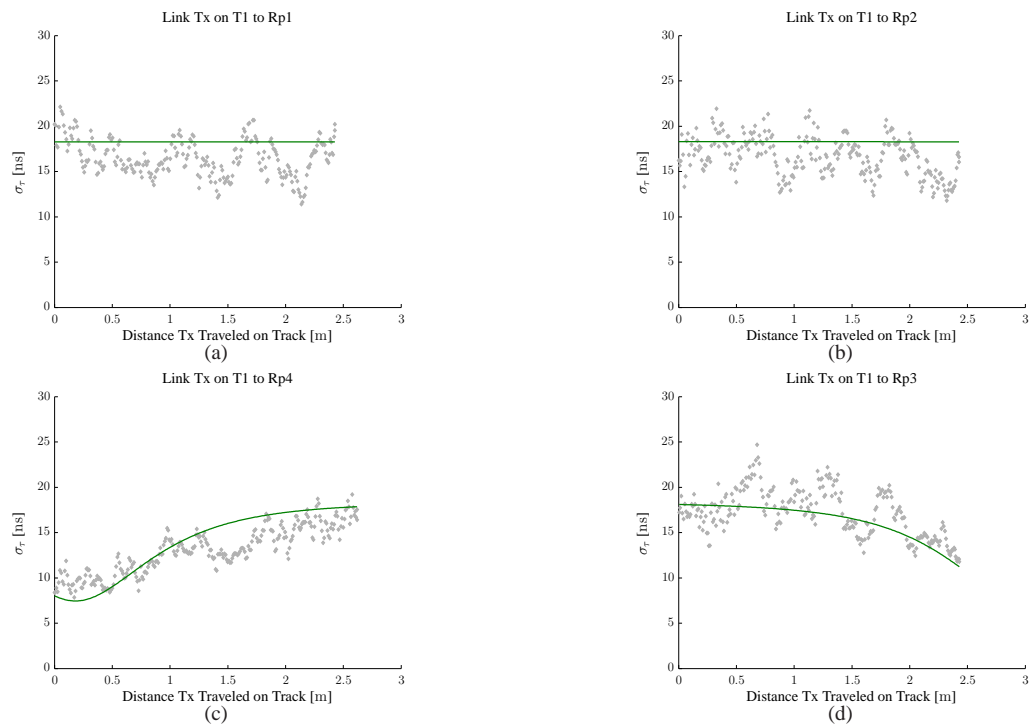 Link Tx on T1 to Rp1
30
25
20
15
10
5
0
σ_τ [ns]
0 0.5 1 1.5 2 2.5 3
Distance Tx Traveled on Track [m]
(a)
Link Tx on T1 to Rp2
30
25
20
15
10
5
0
σ_τ [ns]
0 0.5 1 1.5 2 2.5 3
Distance Tx Traveled on Track [m]
(b)
Link Tx on T1 to Rp4
30
25
20
15
10
5
0
σ_τ [ns]
0 0.5 1 1.5 2 2.5 3
Distance Tx Traveled on Track [m]
(c)
Link Tx on T1 to Rp3
30
25
20
15
10
5
0
σ_τ [ns]
0 0.5 1 1.5 2 2.5 3
Distance Tx Traveled on Track [m]
(d)